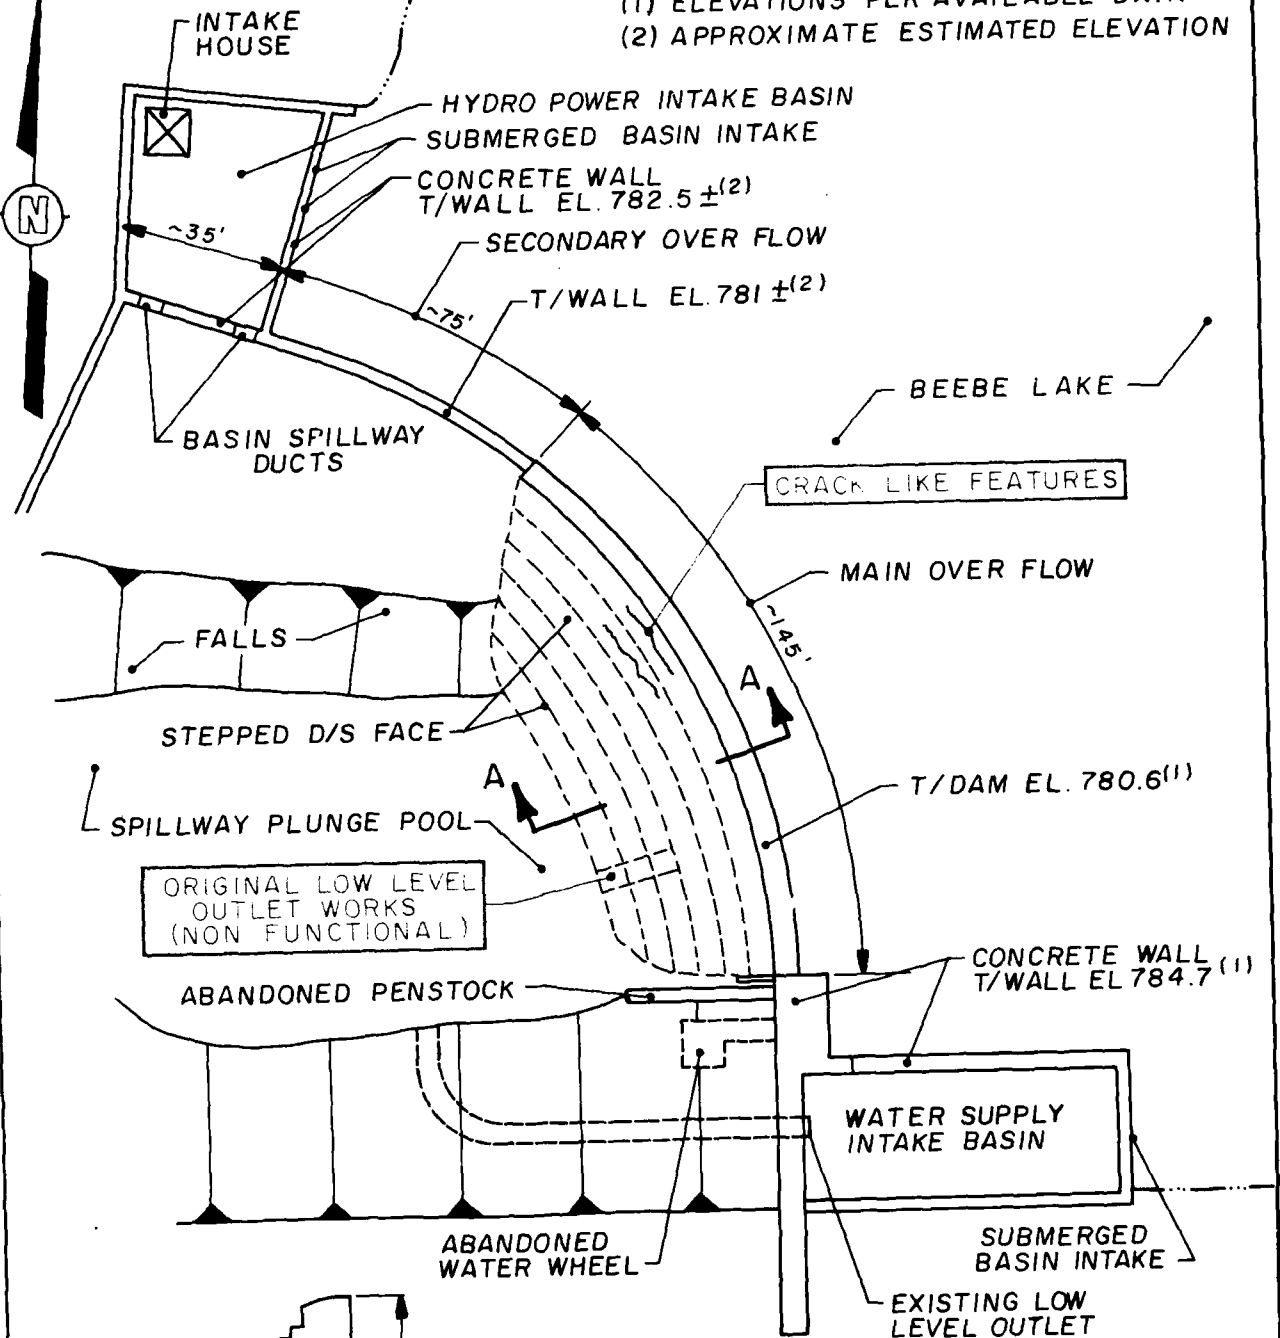 (1) ELEVATIONS PER AVAILABLE
(2) APPROXIMATE ESTIMATED ELEVATION
INTAKE
HOUSE
HYDRO POWER INTAKE BASIN
SUBMERGED BASIN INTAKE
CONCRETE WALL
T/WALL EL. 782.5 ±(2)
N
~35'
SECONDARY OVER FLOW
T/WALL EL. 781 ±(2)
~75'
BEEBE LAKE
BASIN SPILLWAY
DUCTS
CRACK LIKE FEATURES
MAIN OVER FLOW
~145'
FALLS
A
STEPPED D/S FACE
A
T/DAM EL. 780.6(1)
SPILLWAY PLUNGE POOL
ORIGINAL LOW LEVEL
OUTLET WORKS
(NON FUNCTIONAL)
CONCRETE WALL
T/WALL EL 784.7(1)
ABANDONED PENSTOCK
WATER SUPPLY
INTAKE BASIN
ABANDONED
WATER WHEEL
SUBMERGED
BASIN INTAKE
EXISTING LOW
LEVEL OUTLET